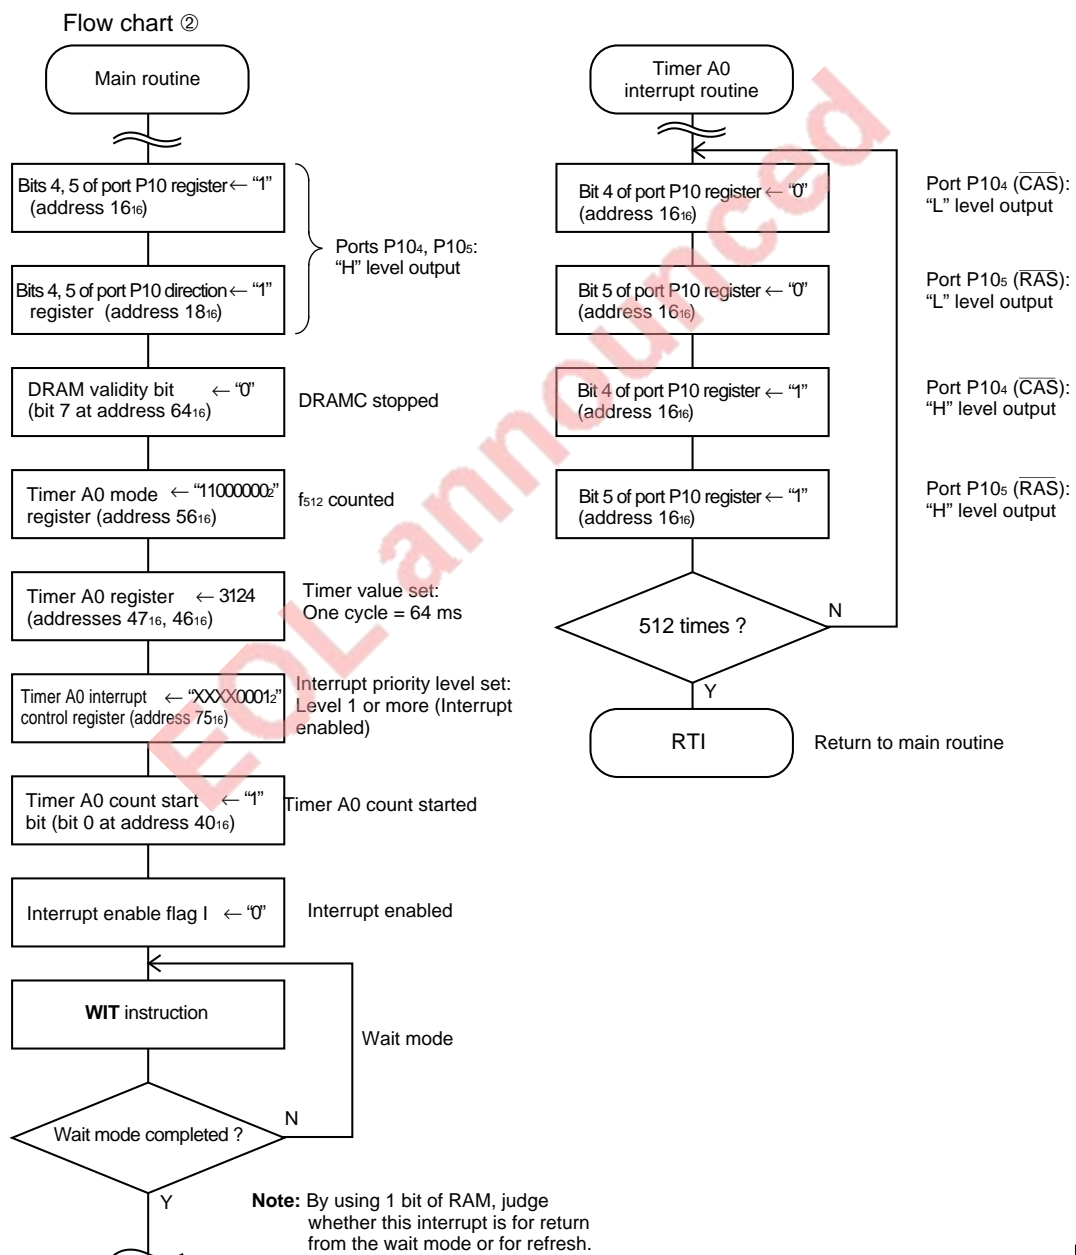 Flow chart ②
Main routine
Bits 4, 5 of port P10 register ← “1”
(address 16₁₆)
Bits 4, 5 of port P10 direction ← “1”
register (address 18₁₆)
Ports P10₄, P10₅:
“H” level output
DRAM validity bit ← “0”
(bit 7 at address 64₁₆)
DRAMC stopped
Timer A0 mode ← “11000000₂”
register (address 56₁₆)
f₅₁₂ counted
Timer A0 register ← 3124
(addresses 47₁₆, 46₁₆)
Timer value set:
One cycle = 64 ms
Timer A0 interrupt ← “XXXX0001₂”
control register (address 75₁₆)
Interrupt priority level set:
Level 1 or more (Interrupt
enabled)
Timer A0 count start ← “1”
bit (bit 0 at address 40₁₆)
Timer A0 count started
Interrupt enable flag I ← “0”
Interrupt enabled
WIT instruction
Wait mode
Wait mode completed ?
N
Y
Note: By using 1 bit of RAM, judge
whether this interrupt is for return
from the wait mode or for refresh.
Timer A0
interrupt routine
Bit 4 of port P10 register ← “0”
(address 16₁₆)
Port P10₄ (C̅A̅S̅):
“L” level output
Bit 5 of port P10 register ← “0”
(address 16₁₆)
Port P10₅ (R̅A̅S̅):
“L” level output
Bit 4 of port P10 register ← “1”
(address 16₁₆)
Port P10₄ (C̅A̅S̅):
“H” level output
Bit 5 of port P10 register ← “1”
(address 16₁₆)
Port P10₅ (R̅A̅S̅):
“H” level output
512 times ?
N
Y
RTI
Return to main routine
EOL announced